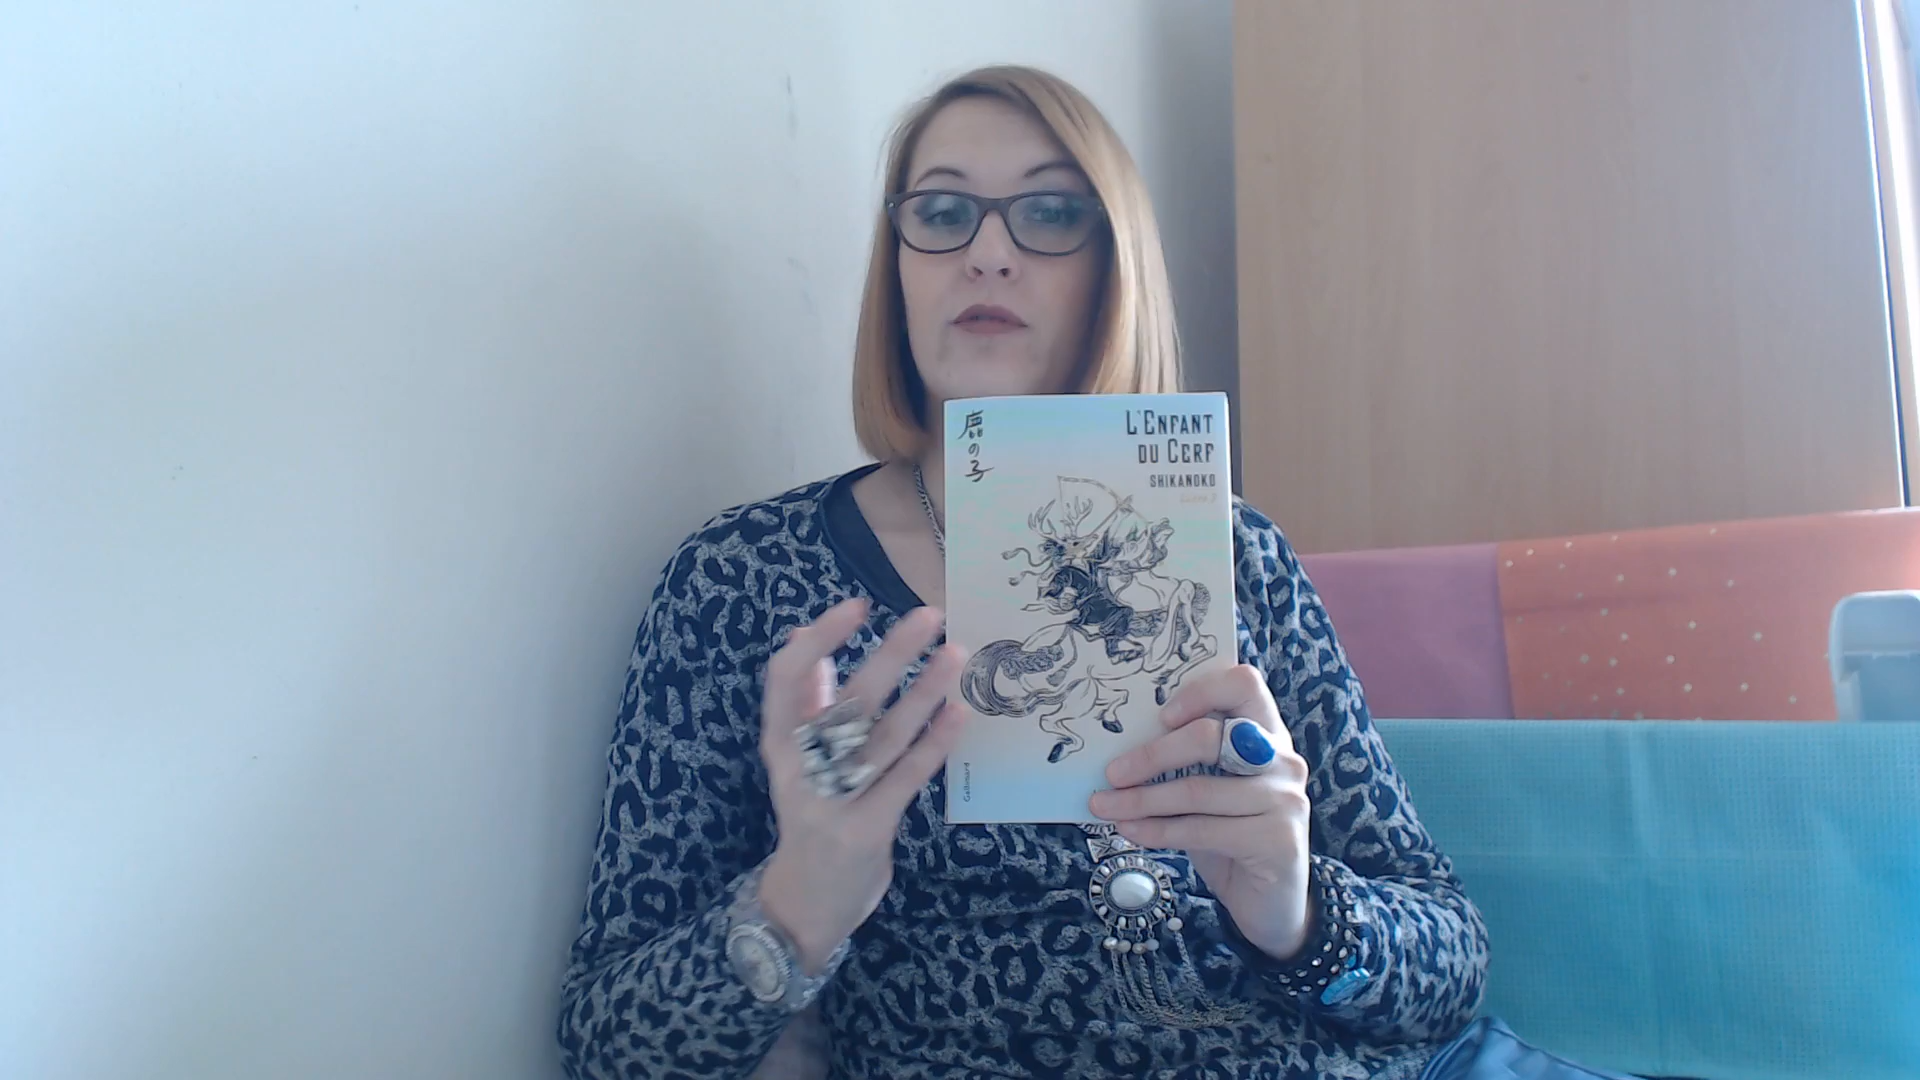 鹿の子
L'ENFANT
DU CERF
SHIKANOKO
Gallimard